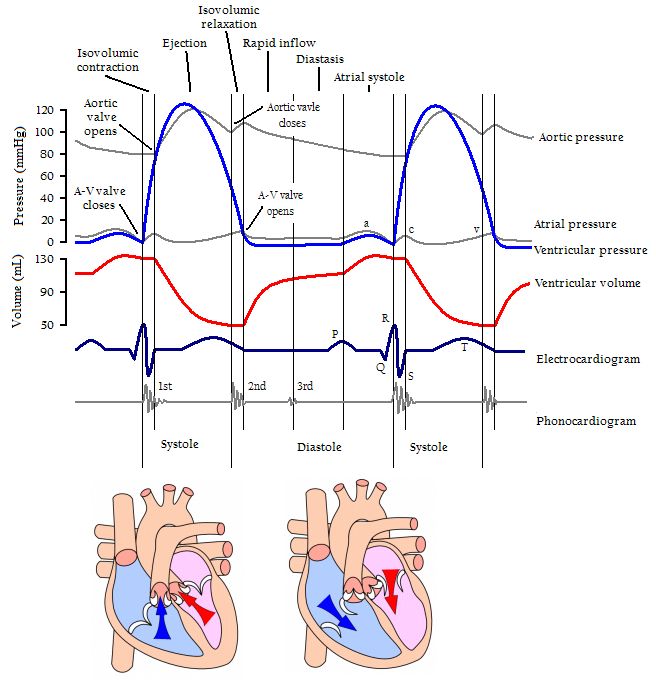 Isovolumic
relaxation
Ejection
Rapid inflow
Isovolumic
contraction
Diastasis
Atrial systole
Aortic
valve
opens
Aortic vavle
closes
120
100
80
60
40
20
0
Pressure (mmHg)
Aortic pressure
A-V valve
closes
A-V valve
opens
a
c
v
Atrial pressure
Ventricular pressure
130
90
50
Volume (mL)
Ventricular volume
R
P
T
Q
S
Electrocardiogram
1st
2nd
3rd
Phonocardiogram
Systole
Diastole
Systole